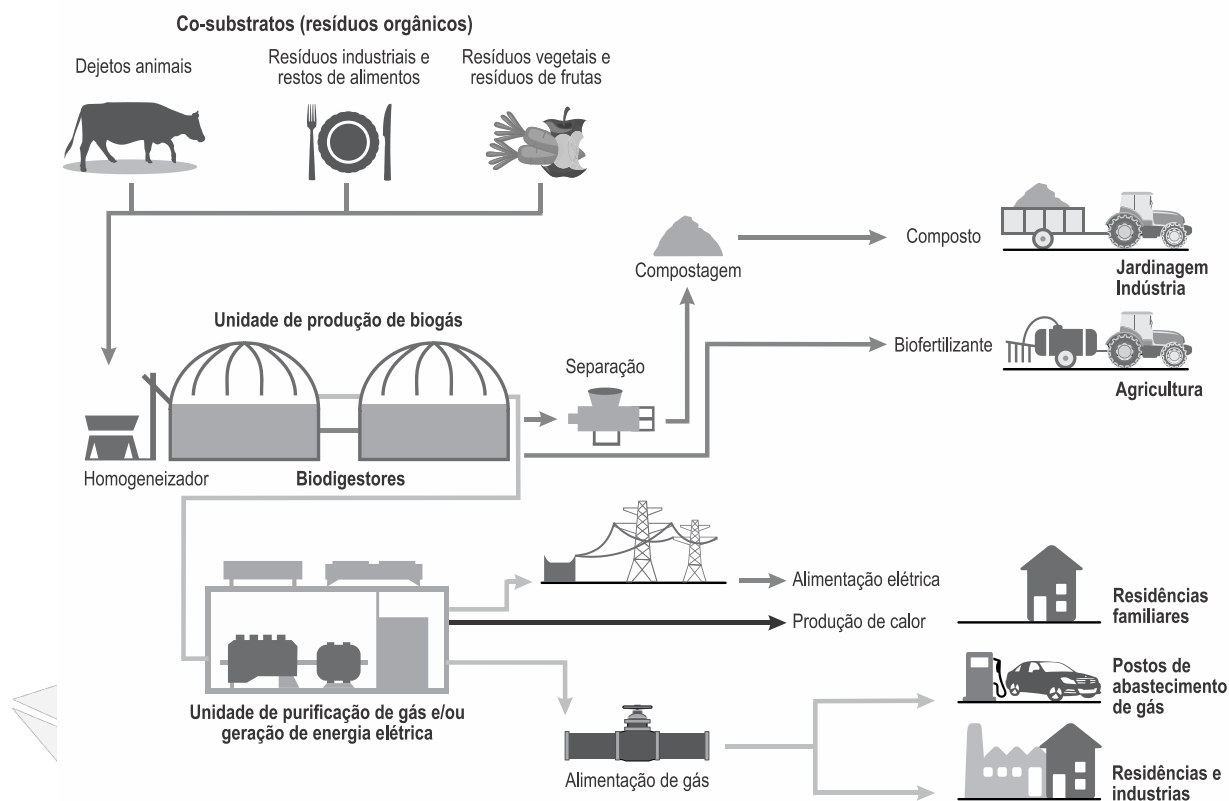 Co-substratos (resíduos orgânicos)
Dejetos animais
Resíduos industriais e
restos de alimentos
Resíduos vegetais e
resíduos de frutas
Compostagem
Composto
Jardinagem
Indústria
Unidade de produção de biogás
Separação
Biofertilizante
Agricultura
Homogeneizador
Biodigestores
Alimentação elétrica
Produção de calor
Residências
familiares
Unidade de purificação de gás e/ou
geração de energia elétrica
Alimentação de gás
Postos de
abastecimento
de gás
Residências e
industrias